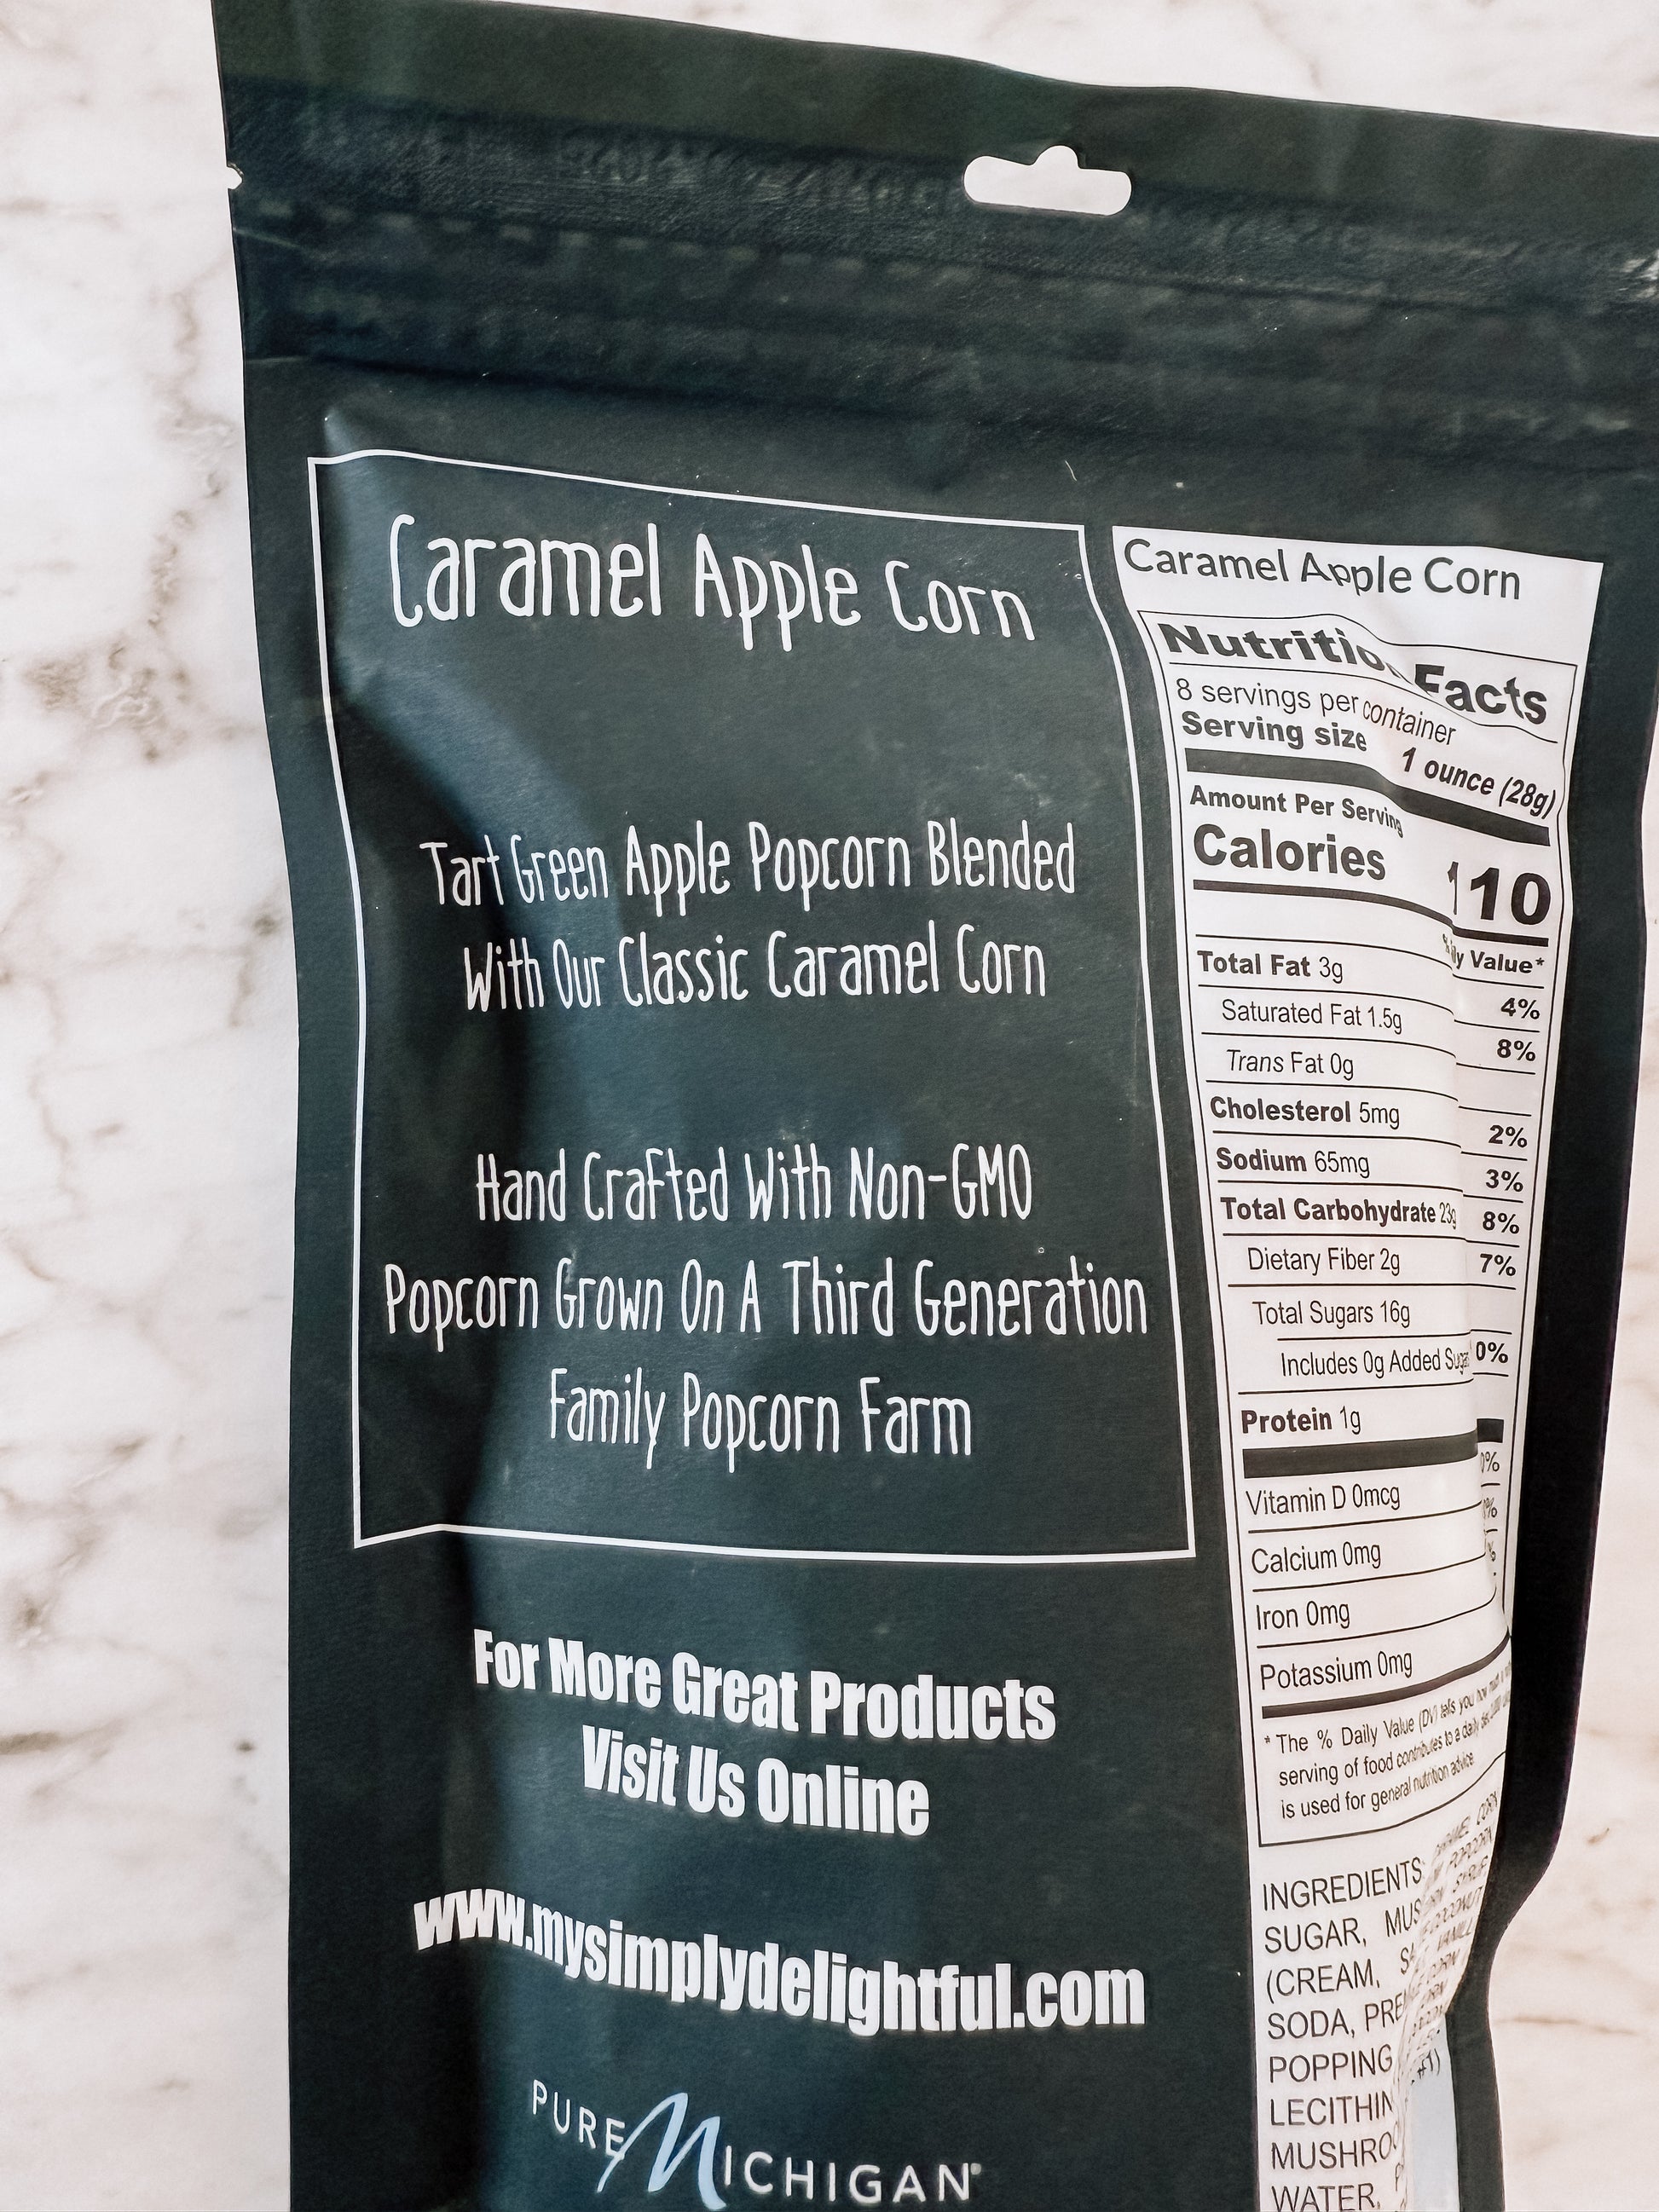 Caramel Apple Corn
Tart Green Apple Popcorn Blended
With Our Classic Caramel Corn
Hand Crafted With Non-GMO
Popcorn Grown On A Third Generation
Family Popcorn Farm
For More Great Products
Visit Us Online
www.mysimplydelightful.com
PURE MICHIGAN
Caramel Apple Corn
Nutrition Facts
8 servings per container
Serving size 1 ounce (28g)
Amount Per Serving
Calories 110
Value*
Total Fat 3g 4%
Saturated Fat 1.5g 8%
Trans Fat 0g
Cholesterol 5mg 2%
Sodium 65mg 3%
Total Carbohydrate 23g 8%
Dietary Fiber 2g 7%
Total Sugars 16g
Includes 0g Added 0%
Protein 1g
Vitamin D 0mcg
Calcium 0mg
Iron 0mg
Potassium 0mg
* The % Daily Value (DV) tells you how
serving of food contributes to a daily
is used for general nutrition advice
INGREDIENTS
SUGAR,
(CREAM,
SODA,
POPPING
LECITHIN
WATER,